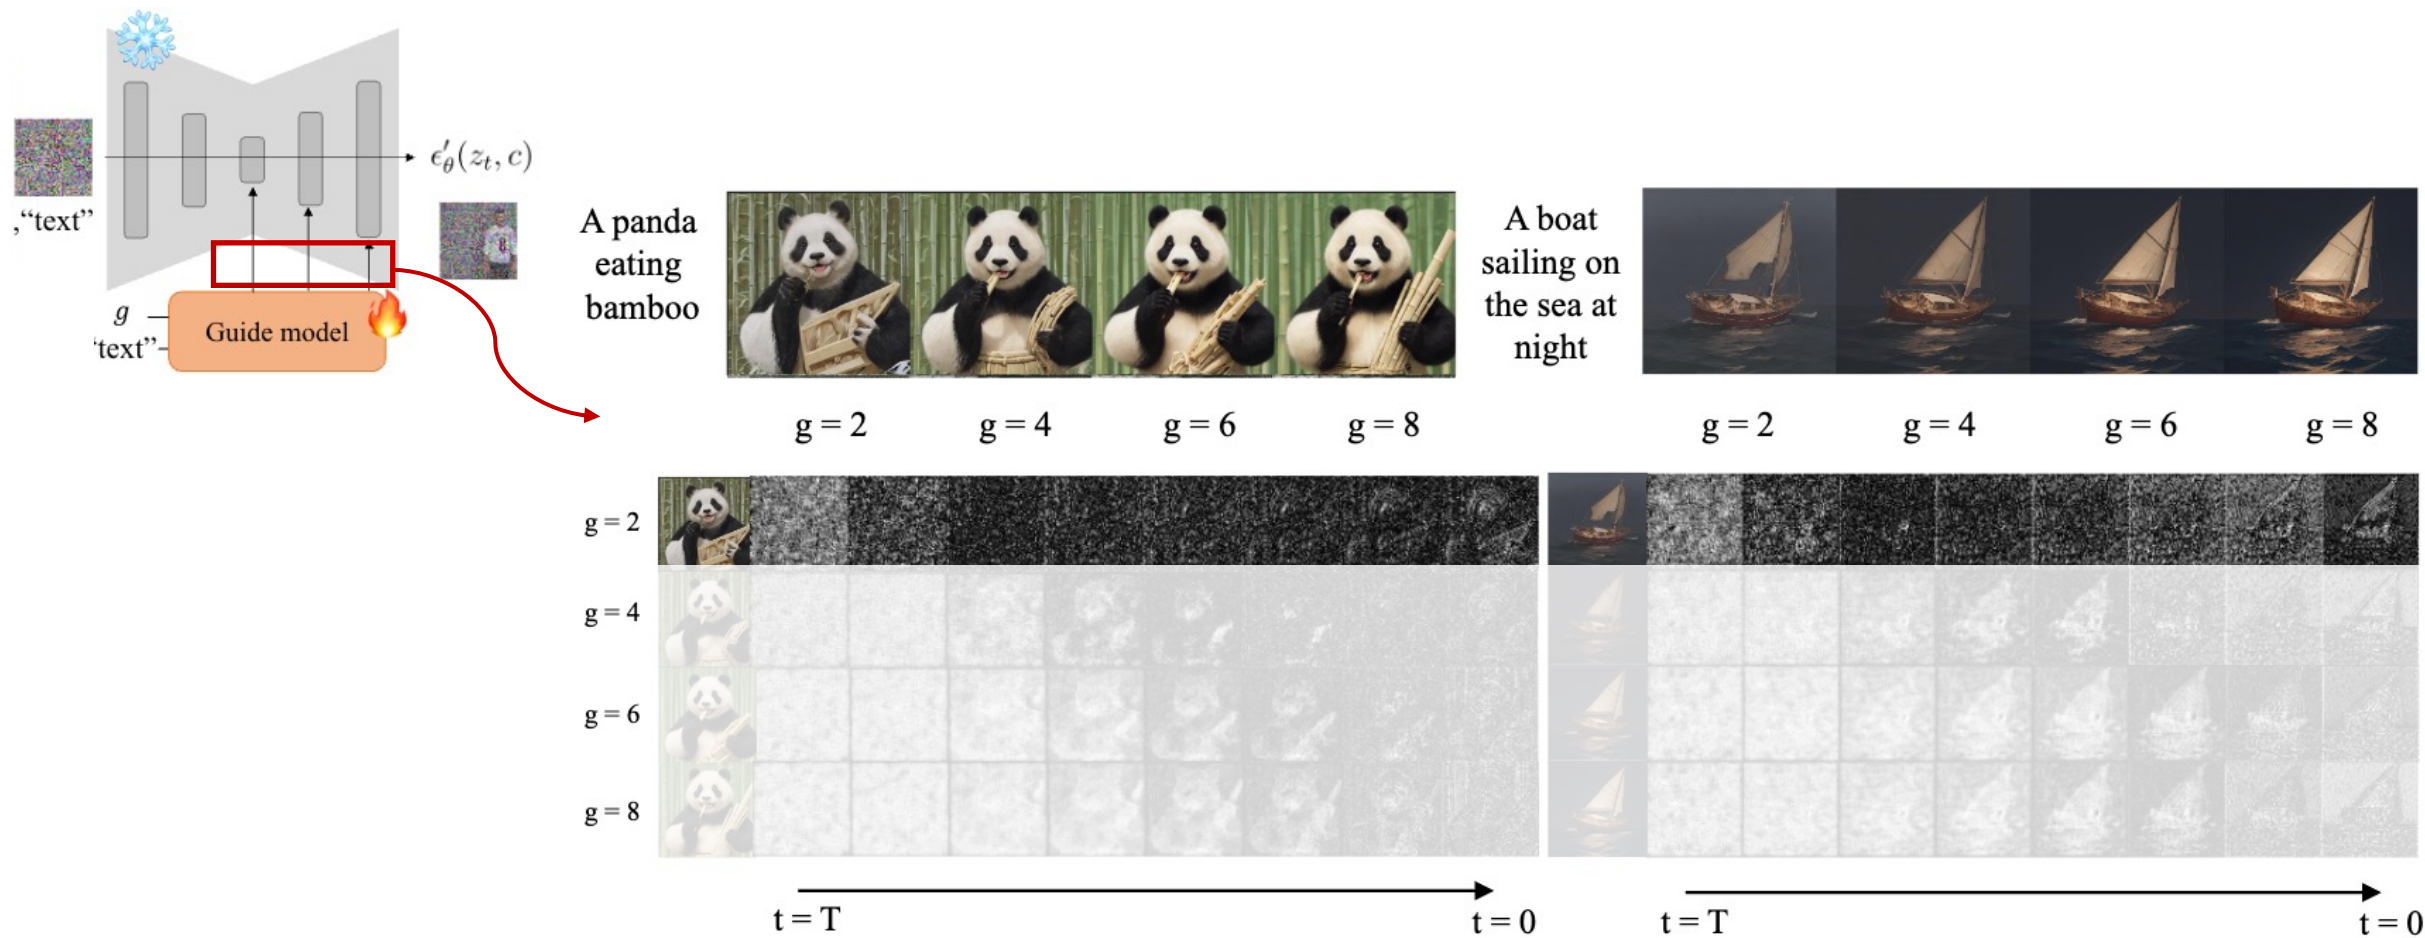 ϵ′θ(zt, c)
,“text”
g
‘text”
Guide model
A panda
eating
bamboo
A boat
sailing on
the sea at
night
g = 2
g = 4
g = 6
g = 8
g = 2
g = 4
g = 6
g = 8
g = 2
g = 4
g = 6
g = 8
t = T
t = 0
t = T
t = 0